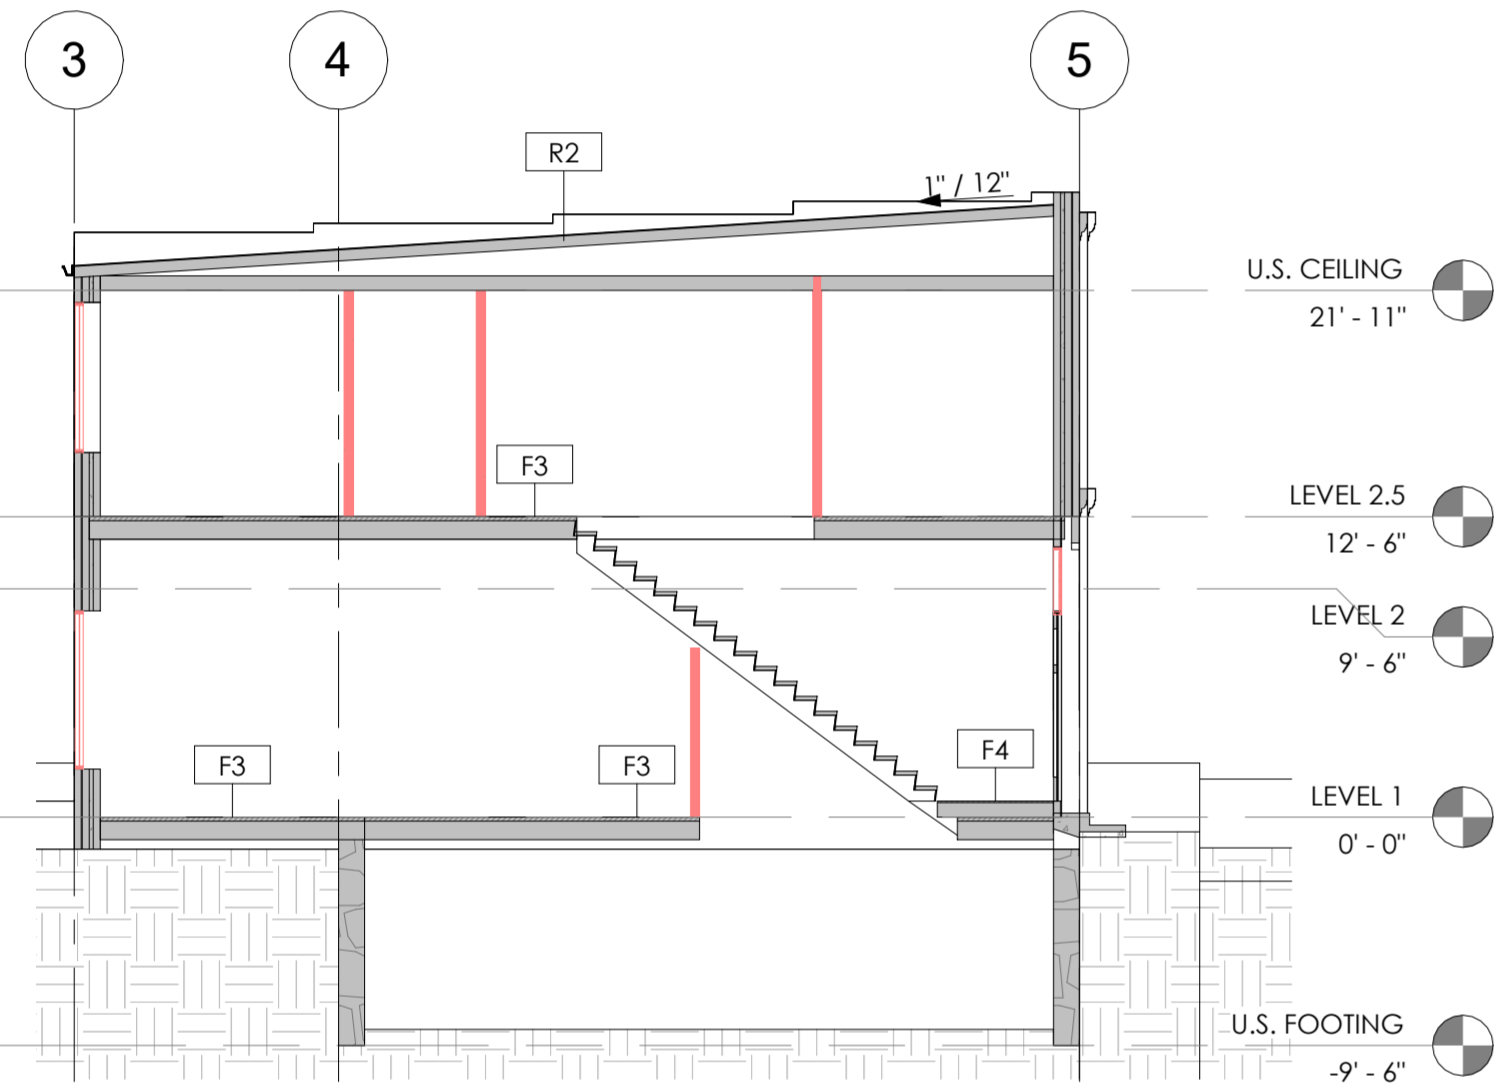 3
4
5
R2
1" / 12"
U.S. CEILING
21' - 11"
F3
LEVEL 2.5
12' - 6"
LEVEL 2
9' - 6"
F3
F3
F4
LEVEL 1
0' - 0"
U.S. FOOTING
-9' - 6"